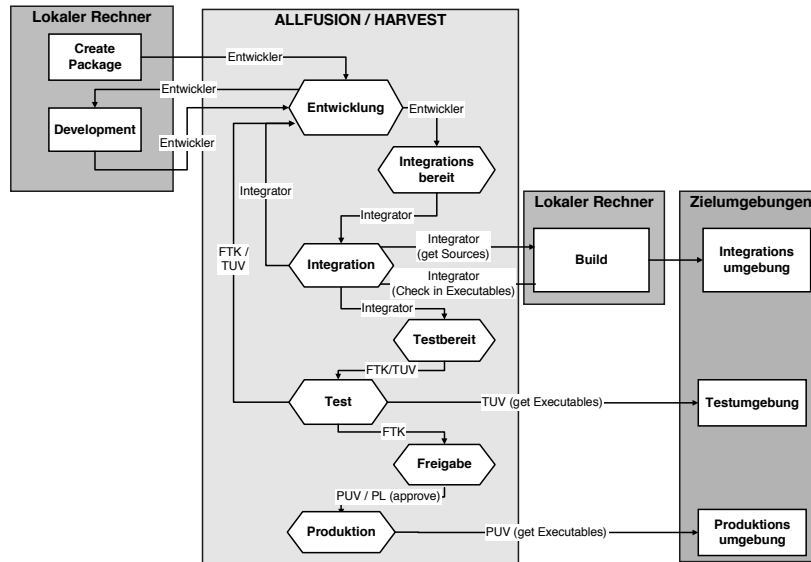 Lokaler Rechner
ALLFUSION / HARVEST
Create
Package
Entwickler
Entwickler
Entwicklung
Entwickler
Development
Entwickler
Integrations
bereit
Integrator
Integrator
Lokaler Rechner
Zielumgebungen
FTK /
TUV
Integration
Integrator
(get Sources)
Integrator
(Check in Executables)
Build
Integrations
umgebung
Integrator
Testbereit
FTK/TUV
Test
TUV (get Executables)
Testumgebung
FTK
Freigabe
PUV / PL (approve)
Produktion
PUV (get Executables)
Produktions
umgebung